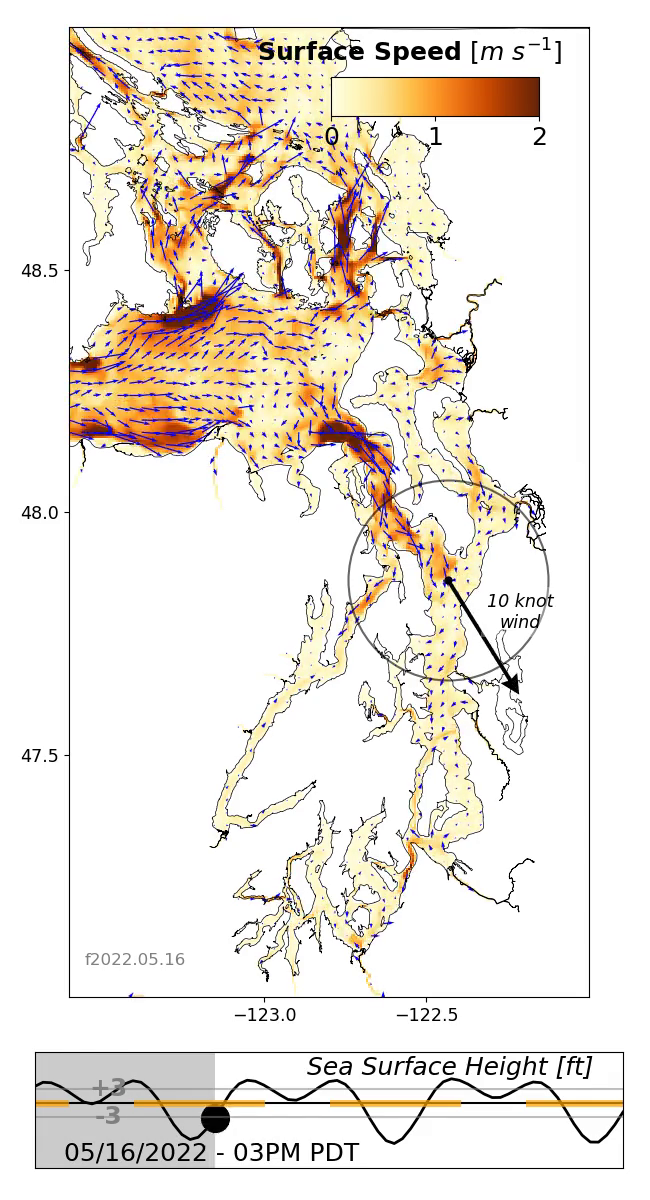 Surface Speed [m s⁻¹]
0 1 2
48.5
48.0
10 knot
wind
47.5
f2022.05.16
−123.0 −122.5
Sea Surface Height [ft]
+3
-3
05/16/2022 - 03PM PDT